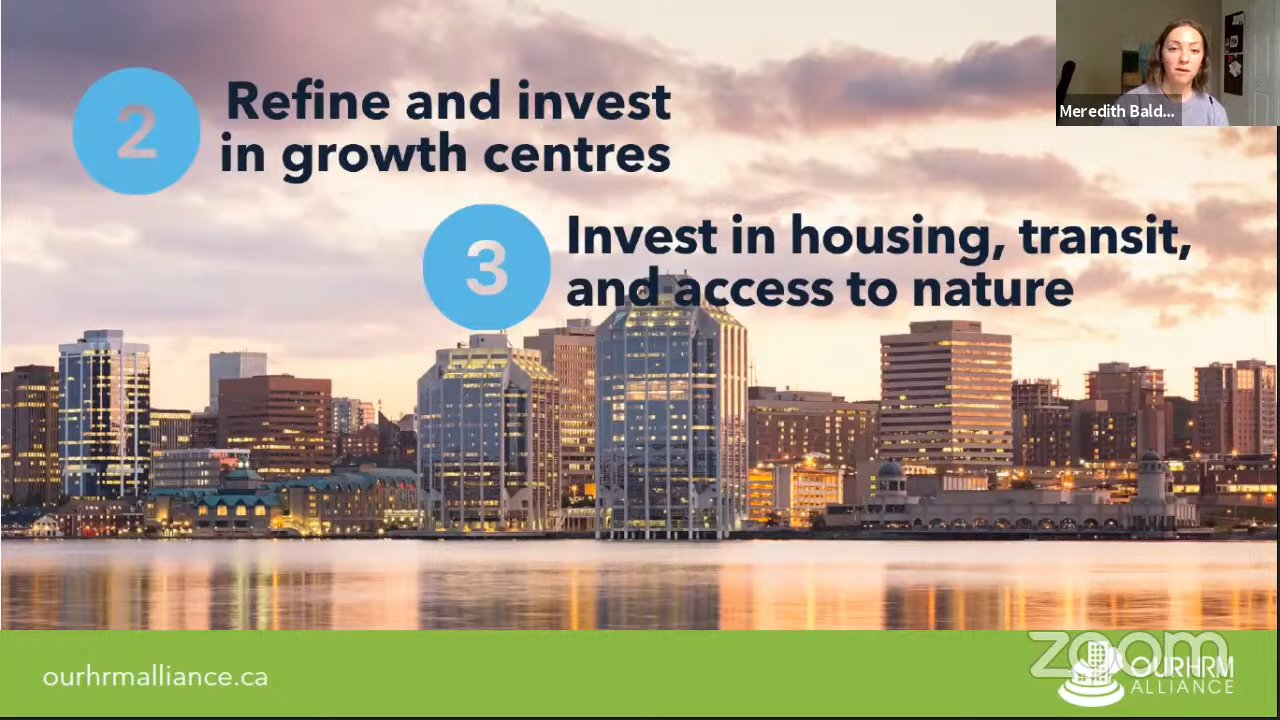 2
Refine and invest
in growth centres
Meredith Bald...
3
Invest in housing, transit,
and access to nature
ourhrmalliance.ca
zoom
OURHRM
ALLIANCE